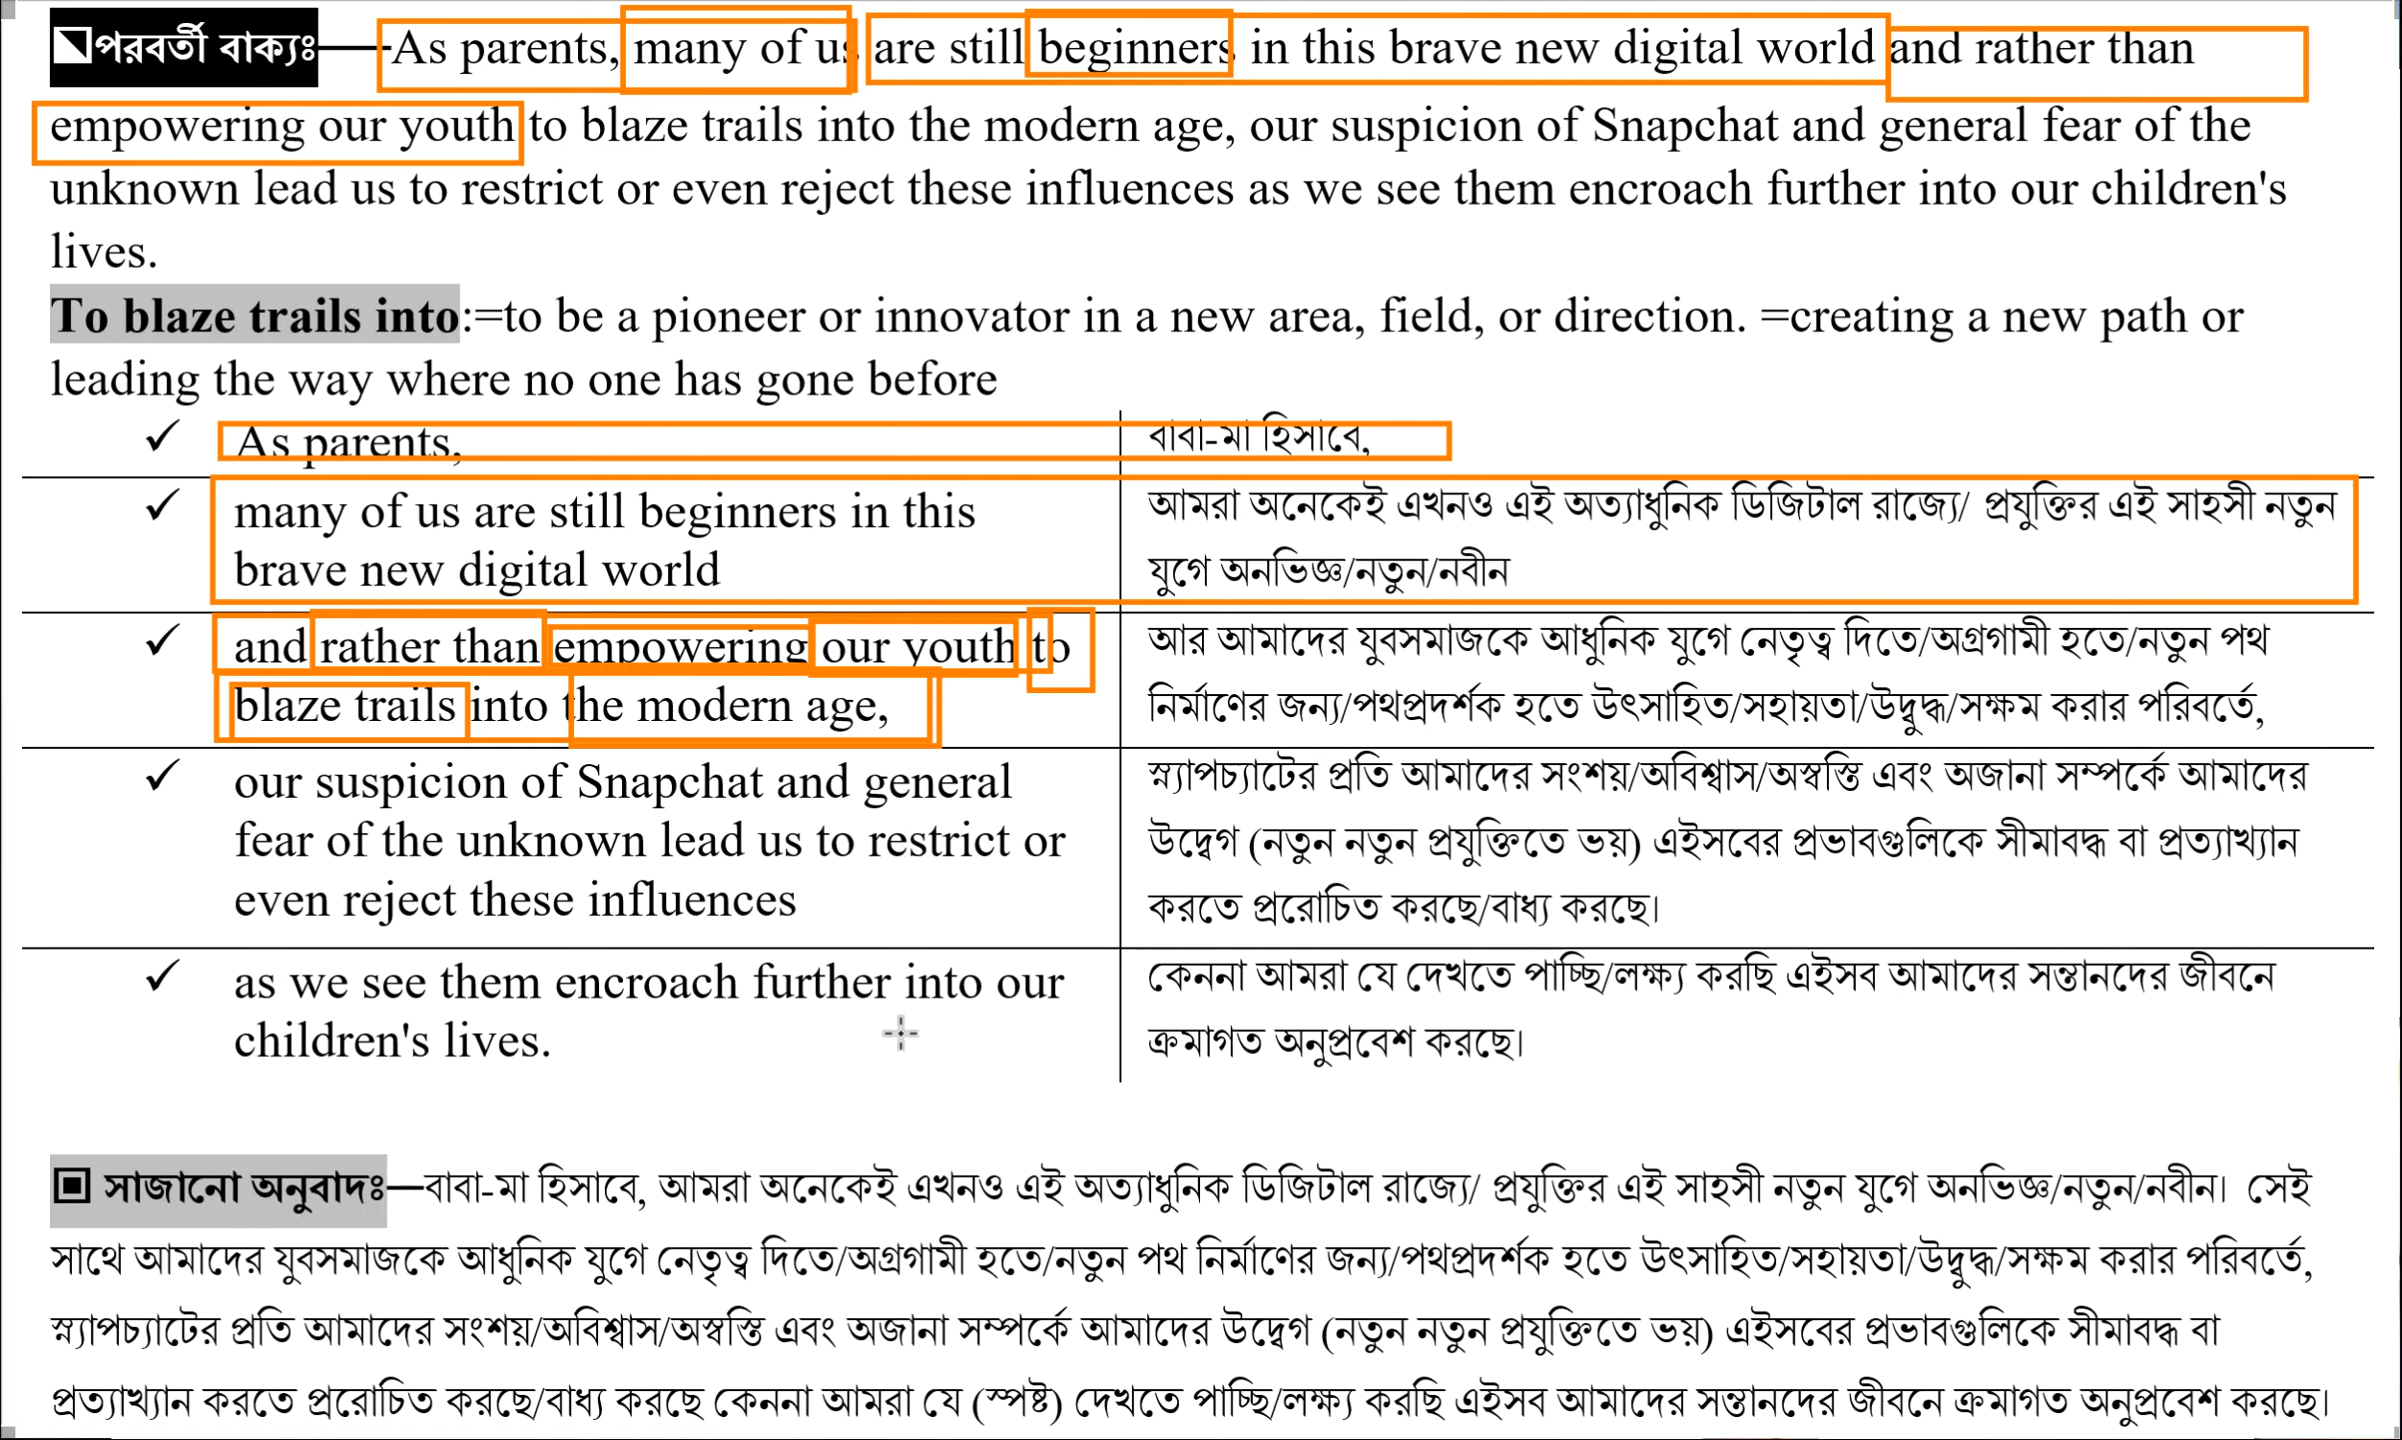 পরবর্তী বাক্যঃ—As parents, many of us are still beginners in this brave new digital world and rather than
empowering our youth to blaze trails into the modern age, our suspicion of Snapchat and general fear of the
unknown lead us to restrict or even reject these influences as we see them encroach further into our children's
lives.
To blaze trails into:=to be a pioneer or innovator in a new area, field, or direction. =creating a new path or
leading the way where no one has gone before
✓ As parents,
বাবা-মা হিসাবে,
✓ many of us are still beginners in this
brave new digital world
আমরা অনেকেই এখনও এই অত্যাধুনিক ডিজিটাল রাজ্যে/ প্রযুক্তির এই সাহসী নতুন
যুগে অনভিজ্ঞ/নতুন/নবীন
✓ and rather than empowering our youth to
blaze trails into the modern age,
আর আমাদের যুবসমাজকে আধুনিক যুগে নেতৃত্ব দিতে/অগ্রগামী হতে/নতুন পথ
নির্মাণের জন্য/পথপ্রদর্শক হতে উৎসাহিত/সহায়তা/উদ্বুদ্ধ/সক্ষম করার পরিবর্তে,
✓ our suspicion of Snapchat and general
fear of the unknown lead us to restrict or
even reject these influences
স্ন্যাপচ্যাটের প্রতি আমাদের সংশয়/অবিশ্বাস/অস্বস্তি এবং অজানা সম্পর্কে আমাদের
উদ্বেগ (নতুন নতুন প্রযুক্তিতে ভয়) এইসবের প্রভাবগুলিকে সীমাবদ্ধ বা প্রত্যাখ্যান
করতে প্ররোচিত করছে/বাধ্য করছে।
✓ as we see them encroach further into our
children's lives.
কেননা আমরা যে দেখতে পাচ্ছি/লক্ষ্য করছি এইসব আমাদের সন্তানদের জীবনে
ক্রমাগত অনুপ্রবেশ করছে।
সাজানো অনুবাদঃ—বাবা-মা হিসাবে, আমরা অনেকেই এখনও এই অত্যাধুনিক ডিজিটাল রাজ্যে/ প্রযুক্তির এই সাহসী নতুন যুগে অনভিজ্ঞ/নতুন/নবীন। সেই
সাথে আমাদের যুবসমাজকে আধুনিক যুগে নেতৃত্ব দিতে/অগ্রগামী হতে/নতুন পথ নির্মাণের জন্য/পথপ্রদর্শক হতে উৎসাহিত/সহায়তা/উদ্বুদ্ধ/সক্ষম করার পরিবর্তে,
স্ন্যাপচ্যাটের প্রতি আমাদের সংশয়/অবিশ্বাস/অস্বস্তি এবং অজানা সম্পর্কে আমাদের উদ্বেগ (নতুন নতুন প্রযুক্তিতে ভয়) এইসবের প্রভাবগুলিকে সীমাবদ্ধ বা
প্রত্যাখ্যান করতে প্ররোচিত করছে/বাধ্য করছে কেননা আমরা যে (স্পষ্ট) দেখতে পাচ্ছি/লক্ষ্য করছি এইসব আমাদের সন্তানদের জীবনে ক্রমাগত অনুপ্রবেশ করছে।